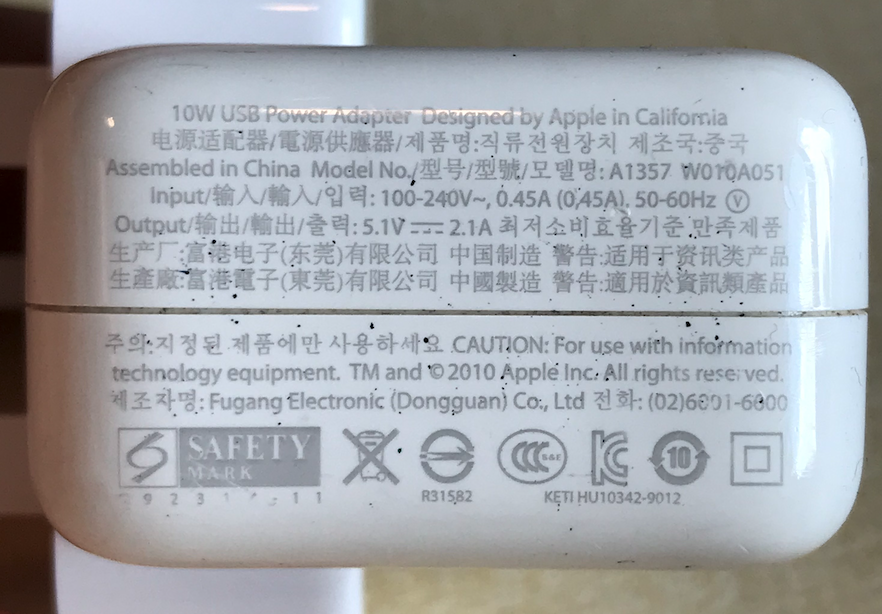 10W USB Power Adapter Designed by Apple in California
电源适配器/電源供應器/제품명:직류전원장치 제조국:중국
Assembled in China Model No./型号/型號/모델명: A1357 W010A051
Input/输入/輸入/입력: 100-240V~, 0.45A (0,45A). 50-60Hz V
Output/输出/輸出/출력: 5.1V⎓2.1A 최저소비효율기준 만족제품
生产厂:富港电子(东莞)有限公司 中国制造 警告:适用于资讯类产品
生產廠:富港電子(東莞)有限公司 中國製造 警告:適用於資訊類產品
주의:지정된 제품에만 사용하세요 CAUTION: For use with information
technology equipment. TM and © 2010 Apple Inc. All rights reserved.
제조자명: Fugang Electronic (Dongguan) Co., Ltd 전화: (02)6001-6000
SAFETY
MARK
CCC S&E
10
R31582
KETI HU10342-9012